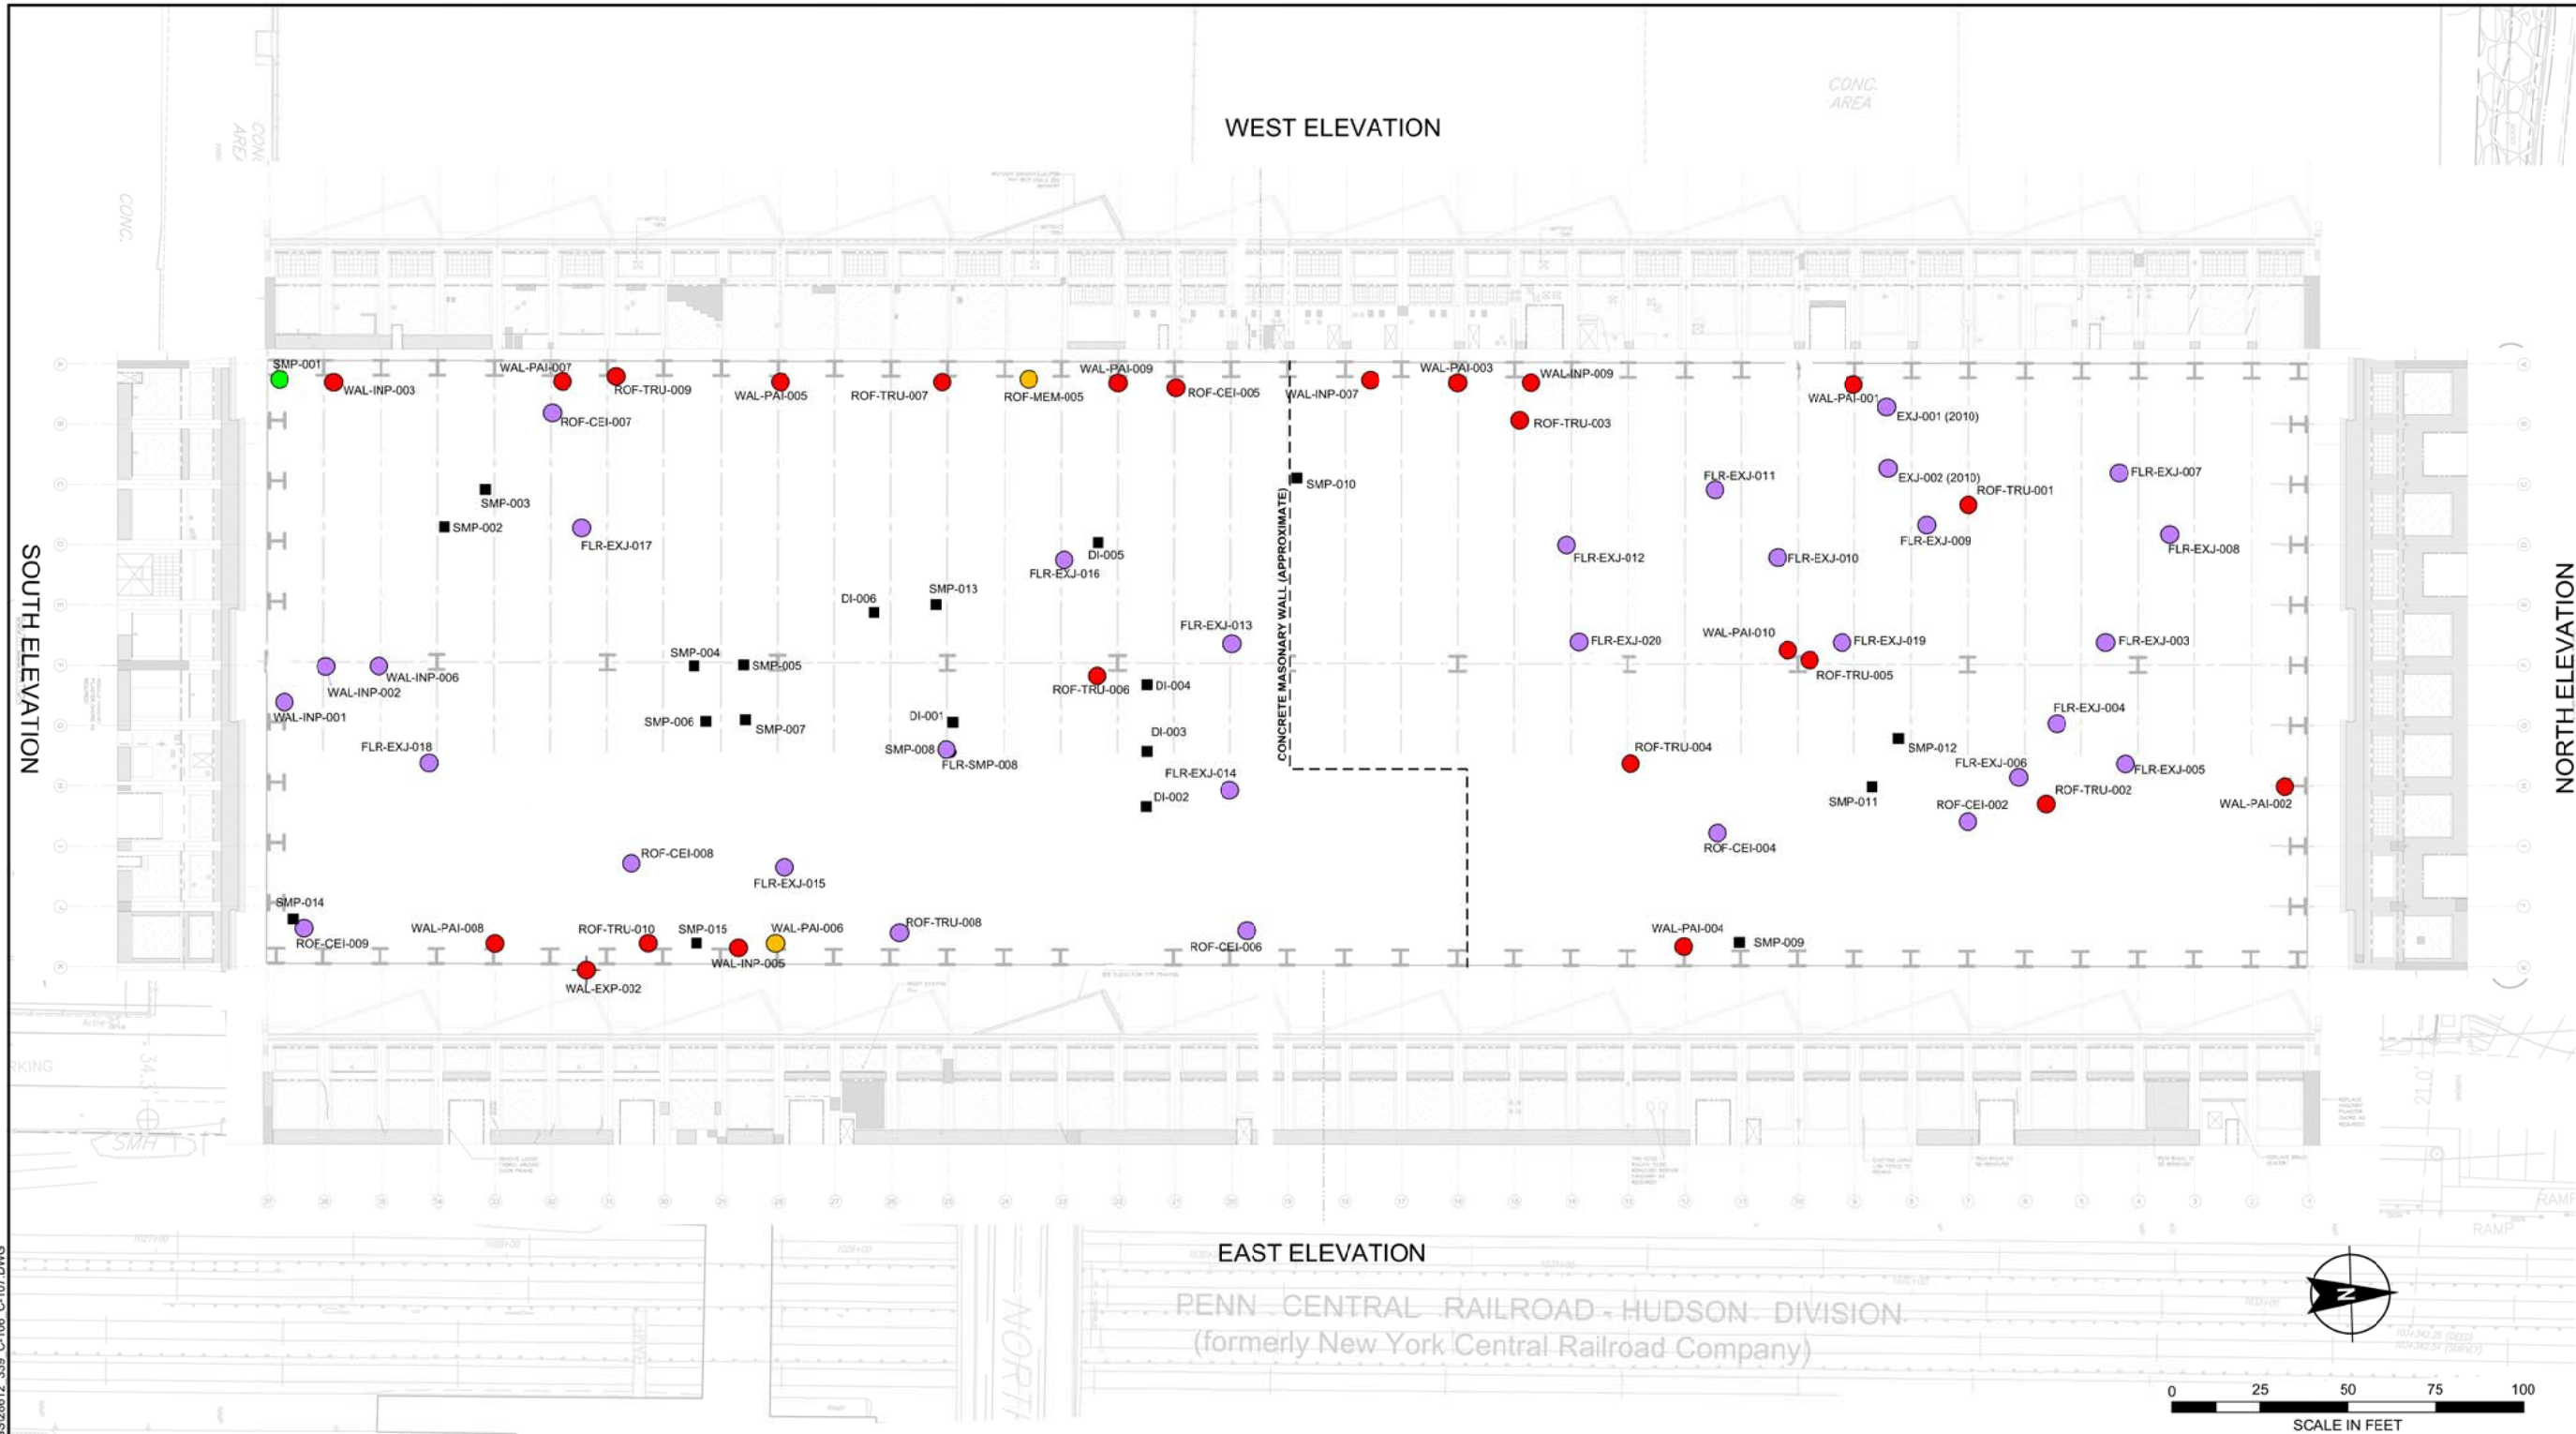 CONC.
AREA
CONC.
AREA
WEST ELEVATION
CONC.
SMP-001
WAL-INP-003
WAL-PAI-007
ROF-TRU-009
WAL-PAI-005
ROF-TRU-007
ROF-MEM-005
WAL-PAI-009
ROF-CEI-005
WAL-INP-007
WAL-PAI-003
WAL-INP-009
WAL-PAI-001
EXJ-001 (2010)
ROF-CEI-007
ROF-TRU-003
SMP-003
SMP-002
FLR-EXJ-017
SMP-010
FLR-EXJ-011
EXJ-002 (2010)
ROF-TRU-001
FLR-EXJ-007
FLR-EXJ-009
FLR-EXJ-008
DI-005
FLR-EXJ-016
FLR-EXJ-012
FLR-EXJ-010
DI-006
SMP-013
FLR-EXJ-013
CONCRETE MASONARY WALL (APPROXIMATE)
SOUTH ELEVATION
NORTH ELEVATION
SMP-004
SMP-005
FLR-EXJ-020
WAL-PAI-010
FLR-EXJ-019
FLR-EXJ-003
WAL-INP-002
WAL-INP-006
WAL-INP-001
ROF-TRU-006
DI-004
ROF-TRU-005
SMP-006
SMP-007
DI-001
DI-003
FLR-EXJ-004
FLR-EXJ-018
SMP-008
FLR-SMP-008
FLR-EXJ-014
DI-002
ROF-TRU-004
SMP-012
FLR-EXJ-006
FLR-EXJ-005
SMP-011
ROF-CEI-002
ROF-TRU-002
WAL-PAI-002
ROF-CEI-008
FLR-EXJ-015
ROF-CEI-004
SMP-014
ROF-CEI-009
WAL-PAI-008
ROF-TRU-010
SMP-015
WAL-PAI-006
ROF-TRU-008
WAL-INP-005
ROF-CEI-006
WAL-PAI-004
SMP-009
WAL-EXP-002
SMH
RAMP
RAMP
EAST ELEVATION
PENN CENTRAL RAILROAD - HUDSON DIVISION
(formerly New York Central Railroad Company)
NORTH
RAMP
N
0 25 50 75 100
SCALE IN FEET